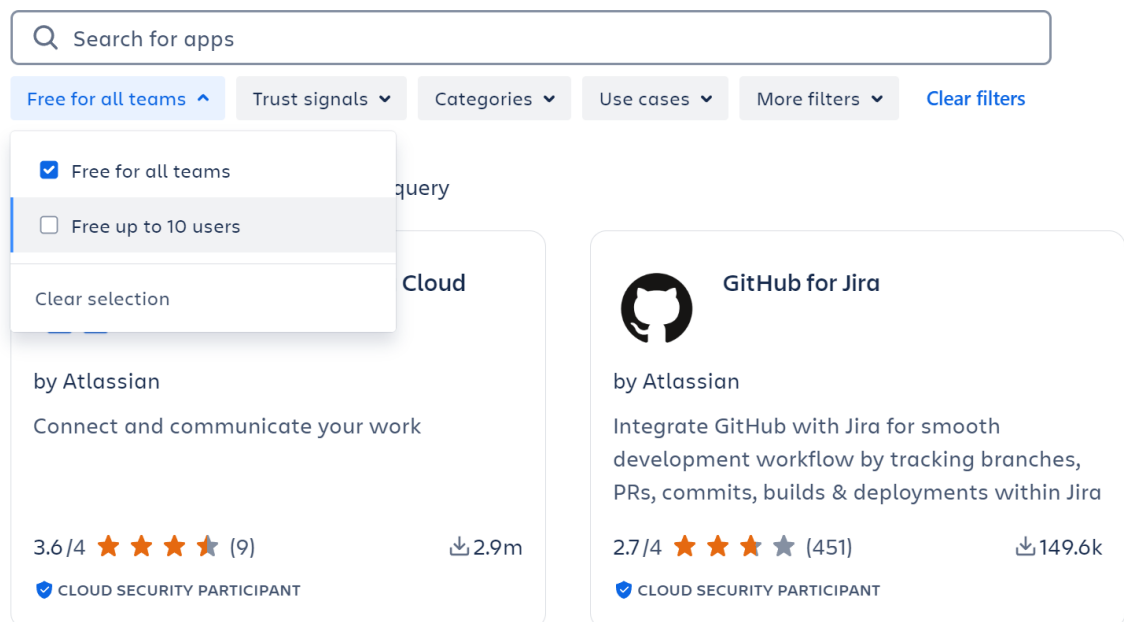 Search for apps
Free for all teams Trust signals Categories Use cases More filters Clear filters
Free for all teams
Free up to 10 users
Clear selection
query
Cloud
by Atlassian
Connect and communicate your work
3.6/4 (9) 2.9m
CLOUD SECURITY PARTICIPANT
GitHub for Jira
by Atlassian
Integrate GitHub with Jira for smooth
development workflow by tracking branches,
PRs, commits, builds & deployments within Jira
2.7/4 (451) 149.6k
CLOUD SECURITY PARTICIPANT